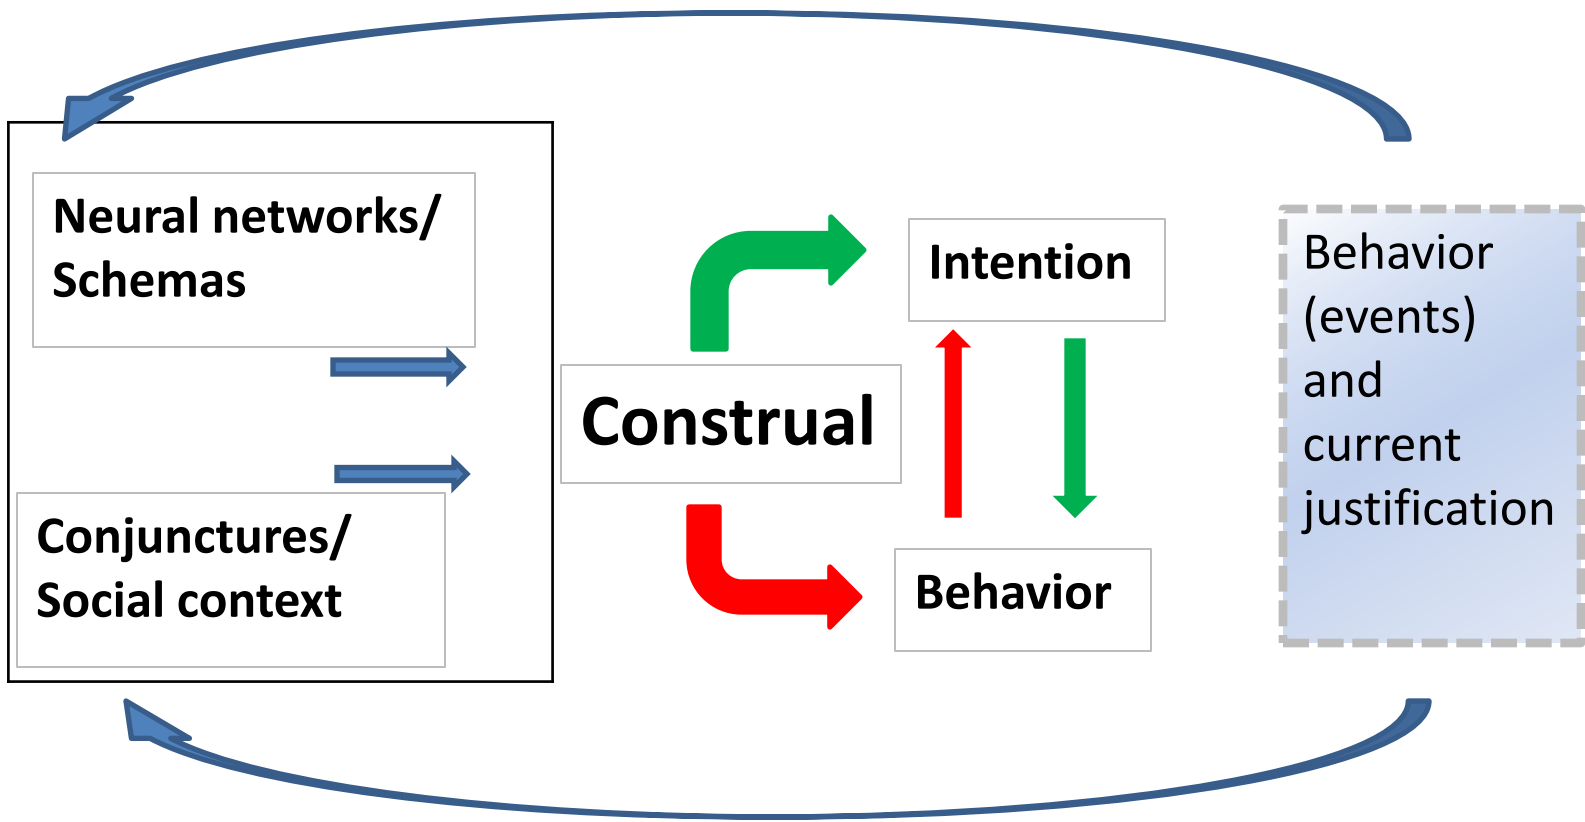 Neural networks/
Schemas
Conjunctures/
Social context
Construal
Intention
Behavior
Behavior
(events)
and
current
justification